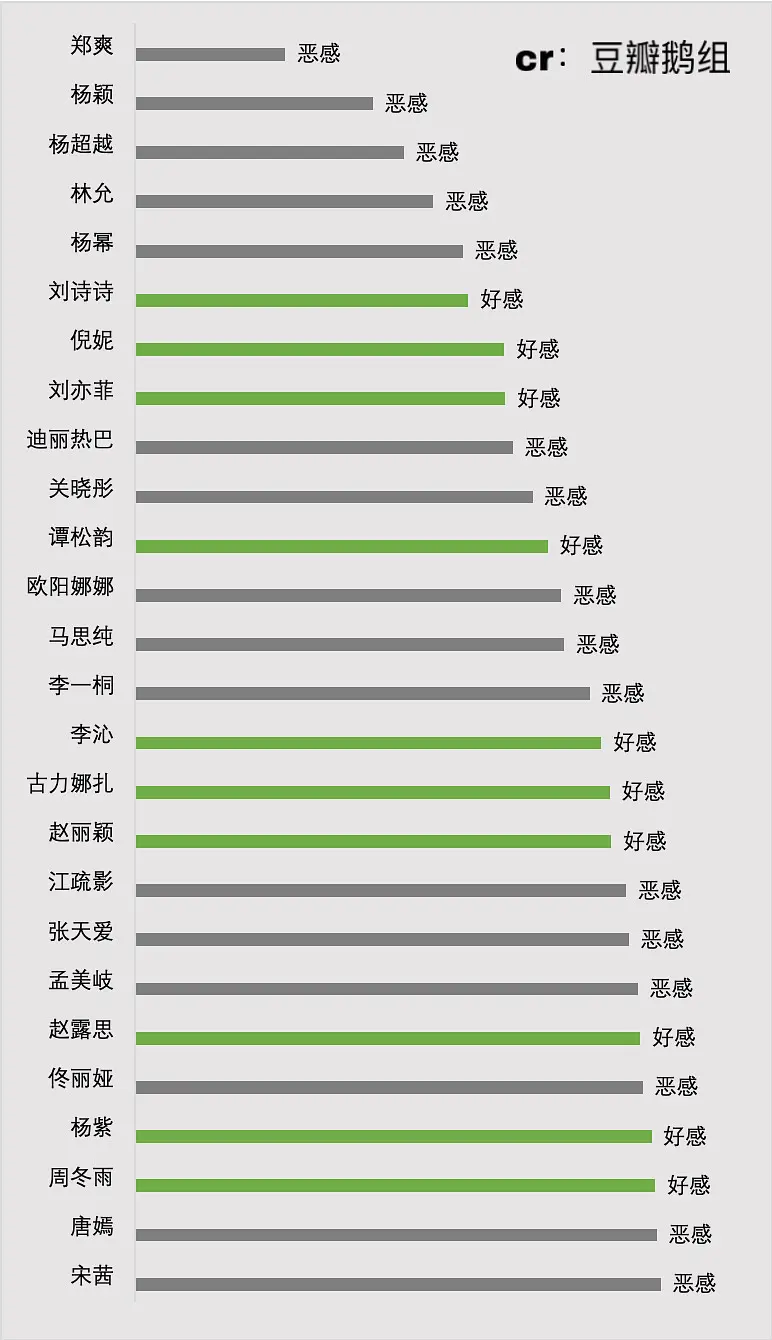 cr： 豆瓣鹅组
郑爽 恶感
杨颖 恶感
杨超越 恶感
林允 恶感
杨幂 恶感
刘诗诗 好感
倪妮 好感
刘亦菲 好感
迪丽热巴 恶感
关晓彤 恶感
谭松韵 好感
欧阳娜娜 恶感
马思纯 恶感
李一桐 恶感
李沁 好感
古力娜扎 好感
赵丽颖 好感
江疏影 恶感
张天爱 恶感
孟美岐 恶感
赵露思 好感
佟丽娅 恶感
杨紫 好感
周冬雨 好感
唐嫣 恶感
宋茜 恶感